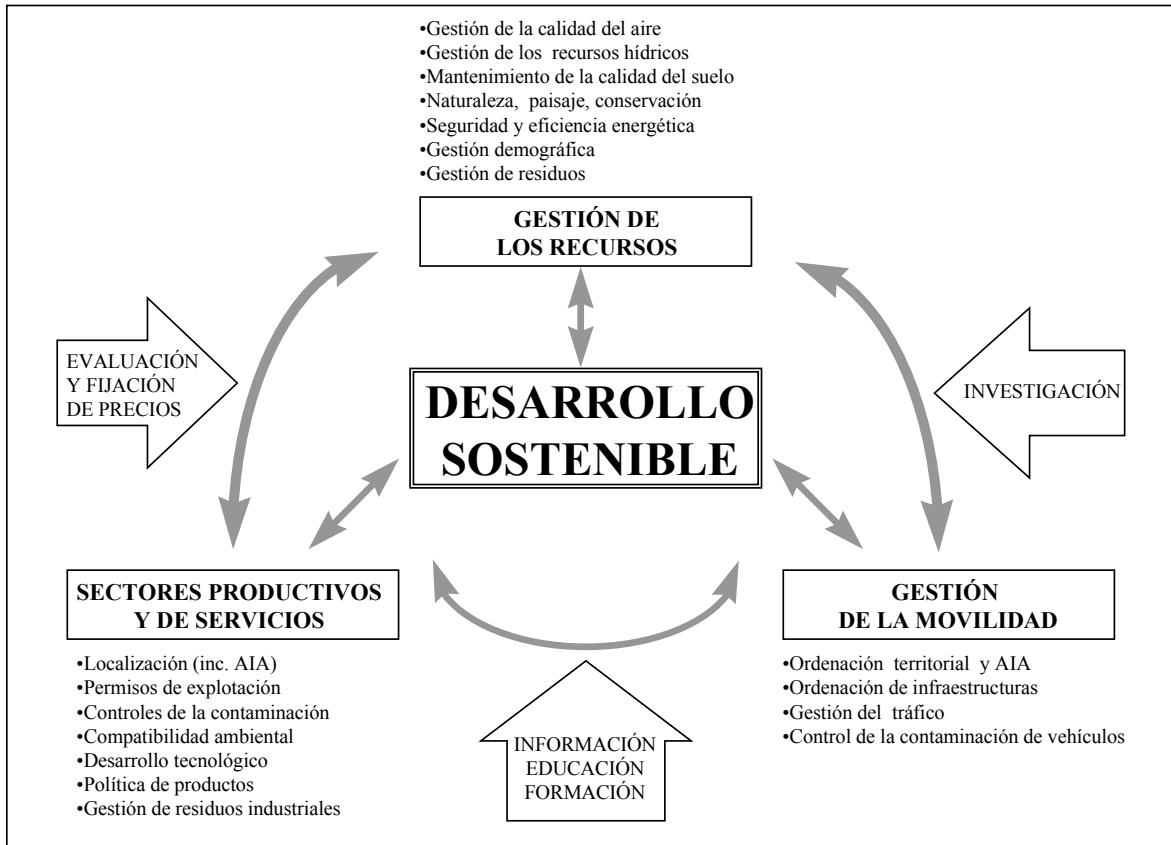 •Gestión de la calidad del aire
•Gestión de los recursos hídricos
•Mantenimiento de la calidad del suelo
•Naturaleza, paisaje, conservación
•Seguridad y eficiencia energética
•Gestión demográfica
•Gestión de residuos
GESTIÓN DE
LOS RECURSOS
EVALUACIÓN
Y FIJACIÓN
DE PRECIOS
INVESTIGACIÓN
DESARROLLO
SOSTENIBLE
SECTORES PRODUCTIVOS
Y DE SERVICIOS
•Localización (inc. AIA)
•Permisos de explotación
•Controles de la contaminación
•Compatibilidad ambiental
•Desarrollo tecnológico
•Política de productos
•Gestión de residuos industriales
INFORMACIÓN
EDUCACIÓN
FORMACIÓN
GESTIÓN
DE LA MOVILIDAD
•Ordenación territorial y AIA
•Ordenación de infraestructuras
•Gestión del tráfico
•Control de la contaminación de vehículos